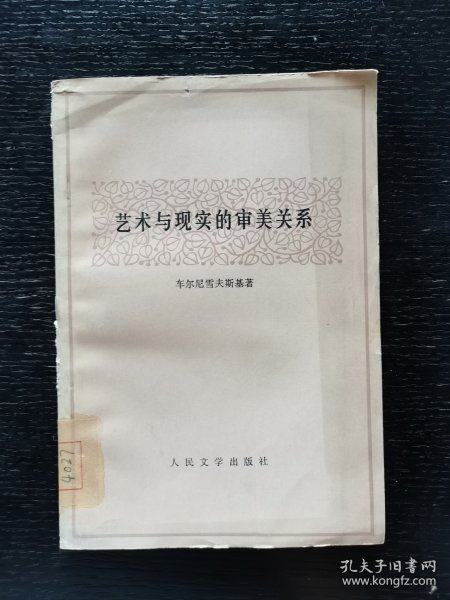 艺术与现实的审美关系
车尔尼雪夫斯基著
人民文学出版社
4027
孔夫子旧书网
www.kongfz.com